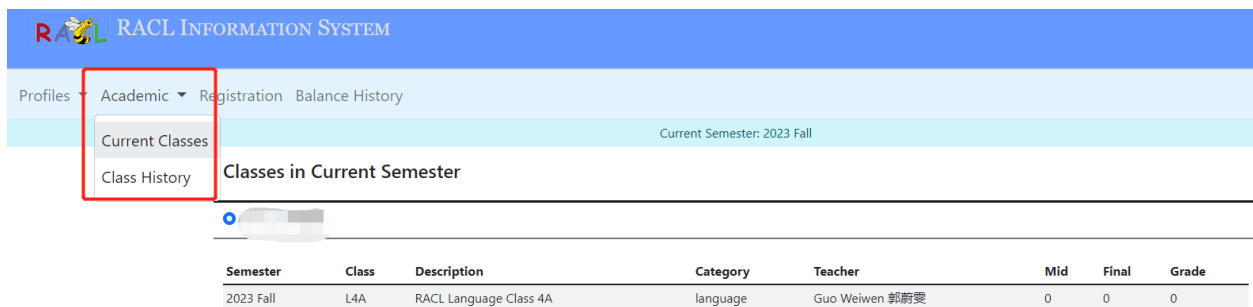 RACL RACL INFORMATION SYSTEM
Profiles Academic Registration Balance History
Current Semester: 2023 Fall
Current Classes
Class History
Classes in Current Semester
Semester Class Description Category Teacher Mid Final Grade
2023 Fall L4A RACL Language Class 4A language Guo Weiwen 郭蔚雯 0 0 0